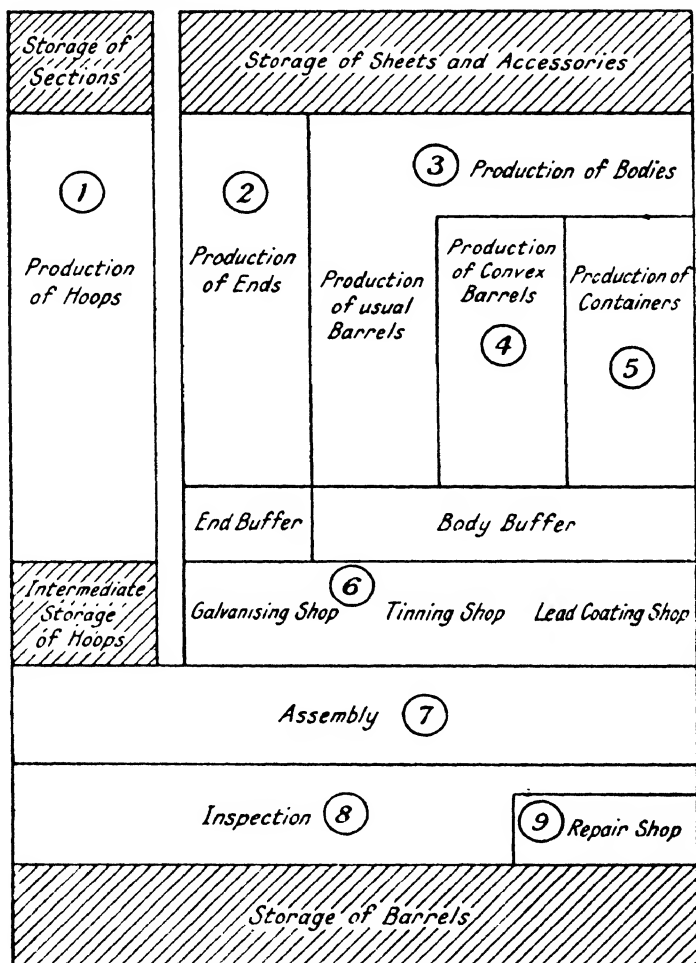 Storage of
Sections
Storage of Sheets and Accessories
1
Production
of Hoops
2
Production
of Ends
3 Production of Bodies
Production
of usual
Barrels
Production
of Convex
Barrels
4
Production of
Containers
5
End Buffer
Body Buffer
Intermediate
Storage
of Hoops
6
Galvanising Shop Tinning Shop Lead Coating Shop
Assembly 7
Inspection 8
9 Repair Shop
Storage of Barrels